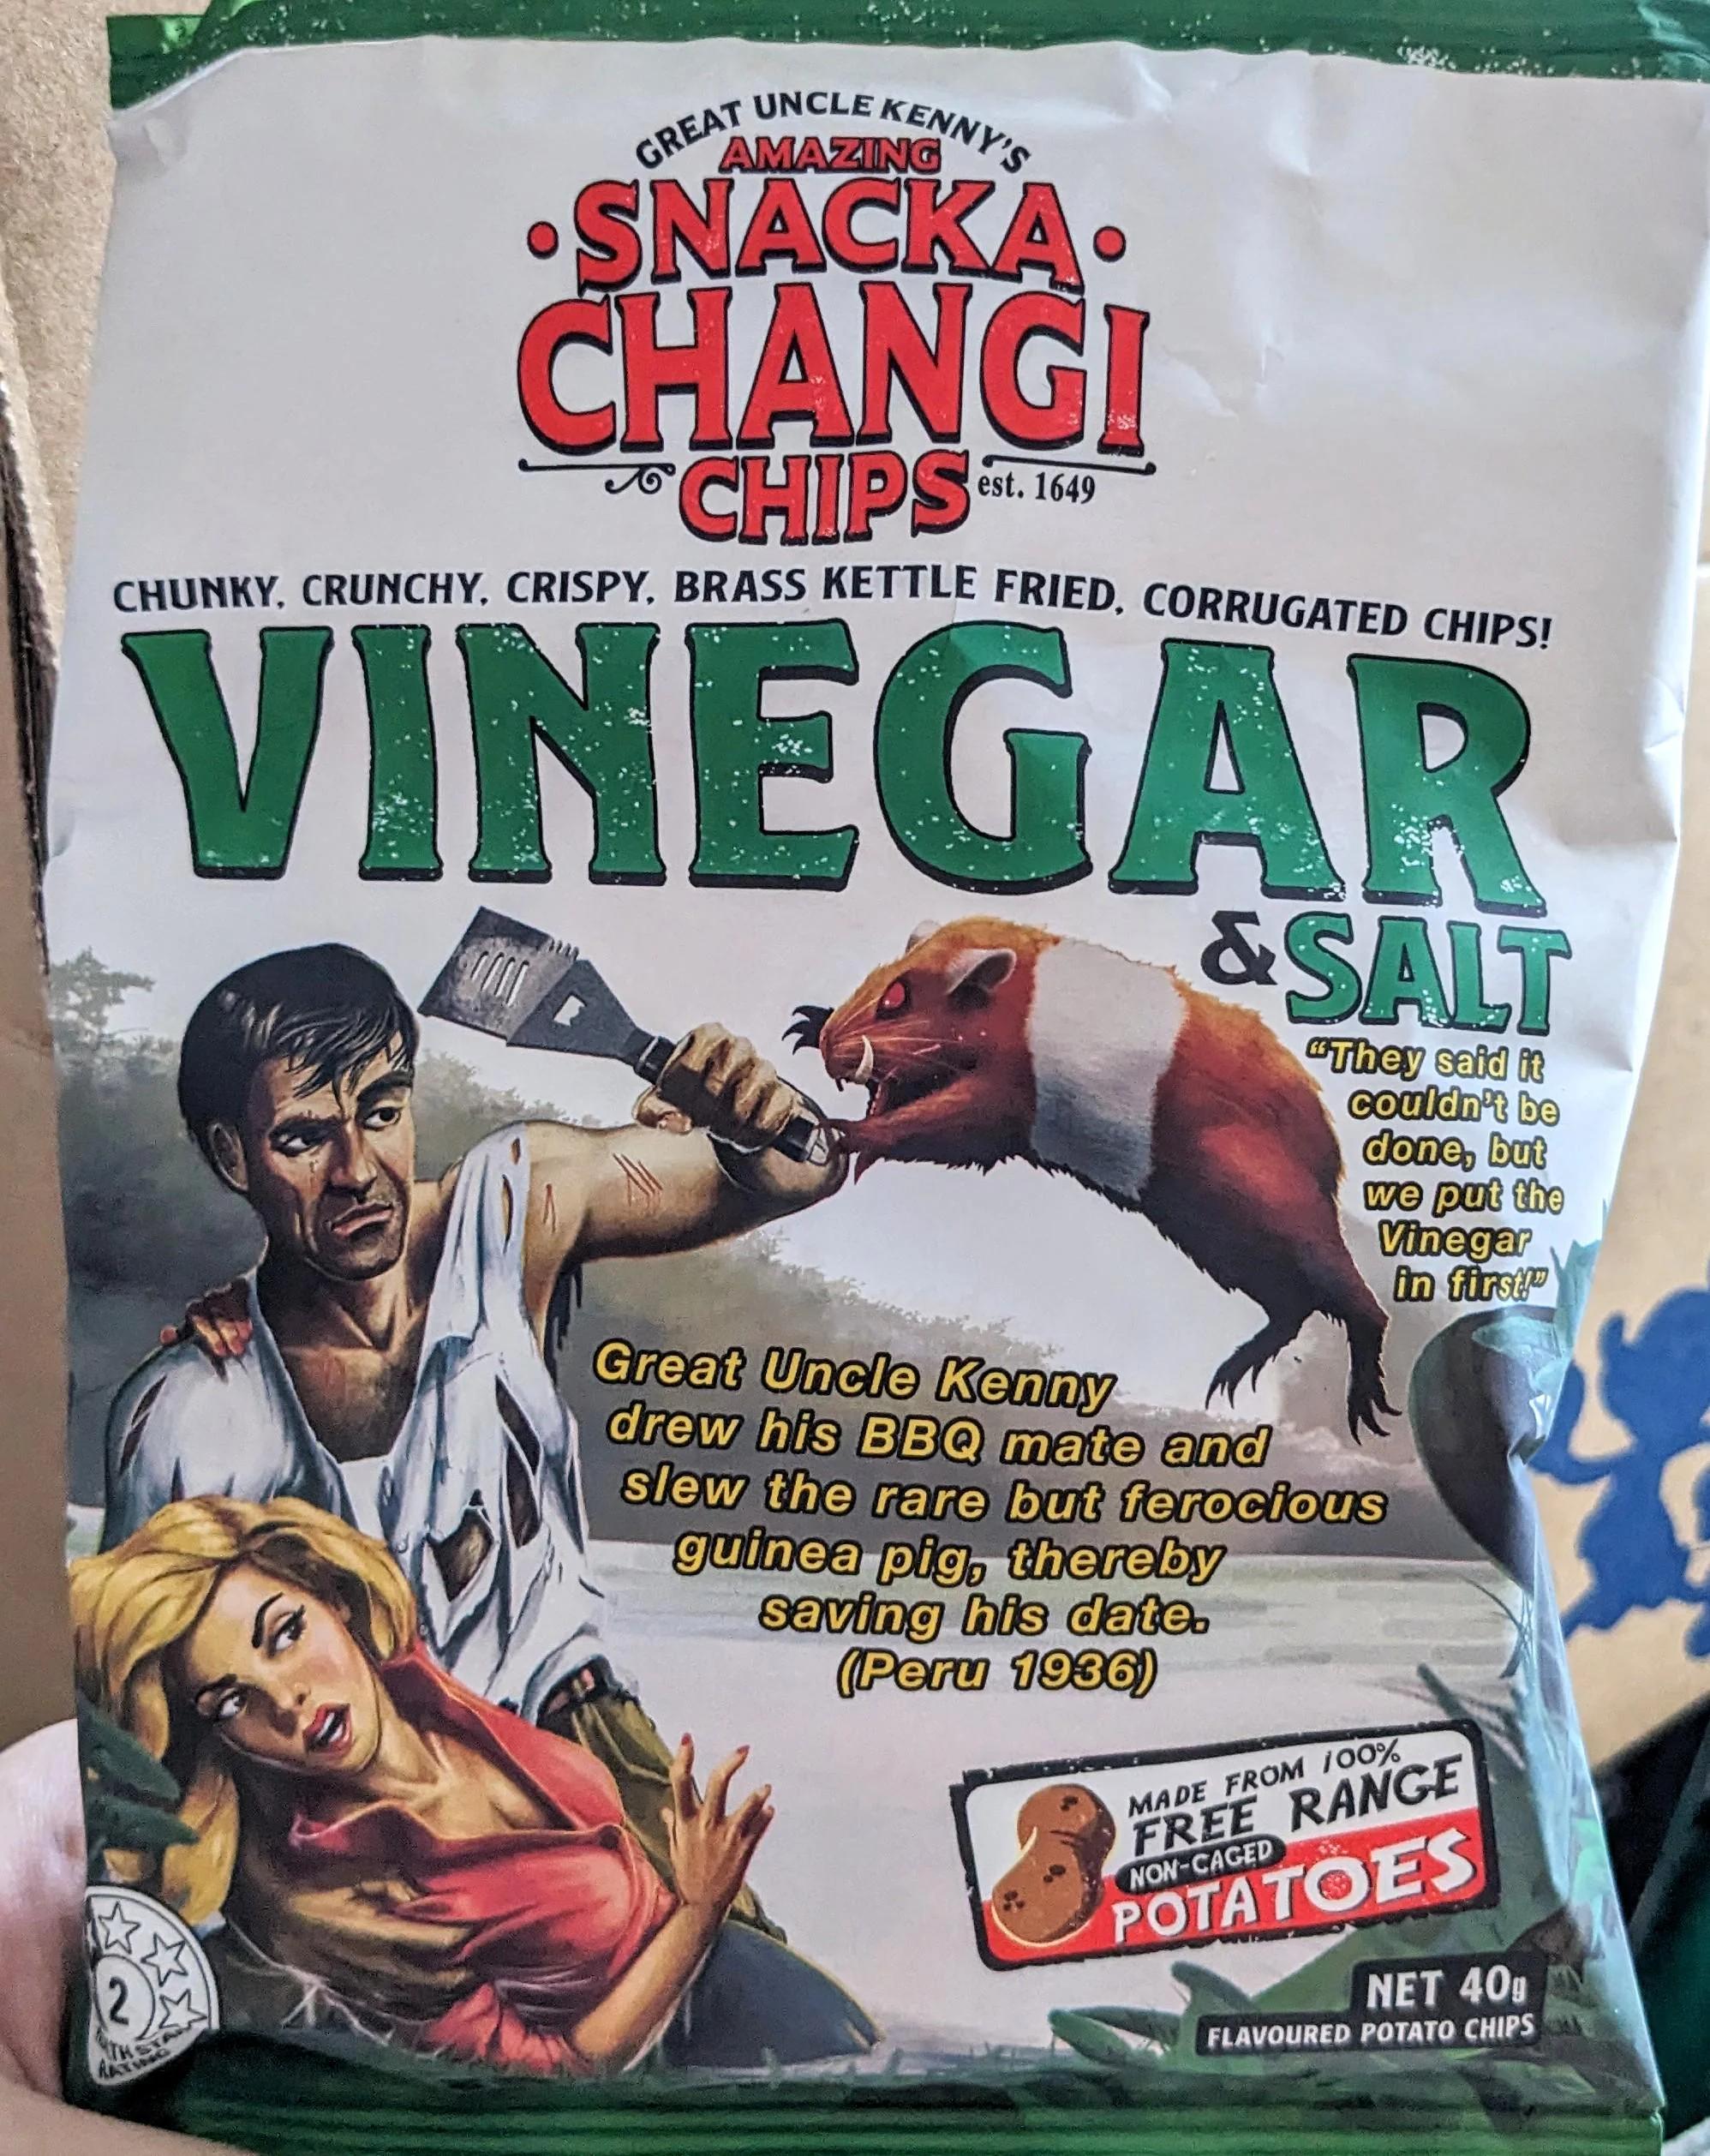 GREAT UNCLE KENNY'S
AMAZING
•SNACKA•
CHANGI
CHIPS est. 1649
CHUNKY, CRUNCHY, CRISPY, BRASS KETTLE FRIED, CORRUGATED CHIPS!
VINEGAR
& SALT
"They said it
couldn't be
done, but
we put the
Vinegar
in first!"
Great Uncle Kenny
drew his BBQ mate and
slew the rare but ferocious
guinea pig, thereby
saving his date.
(Peru 1936)
MADE FROM 100%
FREE RANGE
NON-CAGED
POTATOES
NET 40g
FLAVOURED POTATO CHIPS
2
STAR
RATING